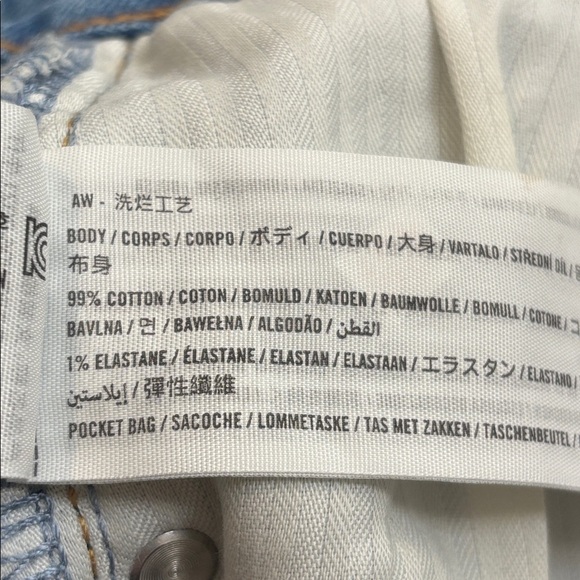 AW - 洗烂工艺
BODY / CORPS / CORPO / ボディ / CUERPO / 大身 / VARTALO / STŘEDNÍ DÍL /
布身
99% COTTON / COTON / BOMULD / KATOEN / BAUMWOLLE / BOMULL / COTONE / コ
BAVLNA / 면 / BAWEŁNA / ALGODÃO / القطن
1% ELASTANE / ÉLASTANE / ELASTAN / ELASTAAN / エラスタン / ELASTANO /
إيلاستين / 彈性纖維
POCKET BAG / SACOCHE / LOMMETASKE / TAS MET ZAKKEN / TASCHENBEUTEL /